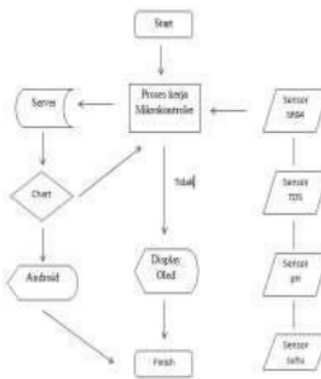 Start
Server
Proses kerja
Mikrokontroler
Sensor
SR04
Chart
Tidak
Sensor
TDS
Android
Display
Oled
Sensor
pH
Finish
Sensor
suhu